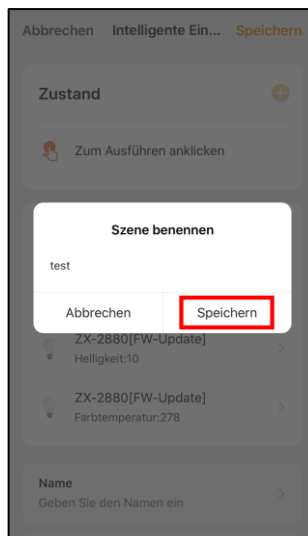 Abbrechen Intelligente Ein... Speichern
Zustand
Zum Ausführen anklicken
Szene benennen
test
Abbrechen Speichern
ZX-2880[FW-Update]
Helligkeit:10
ZX-2880[FW-Update]
Farbtemperatur:278
Name
Geben Sie den Namen ein